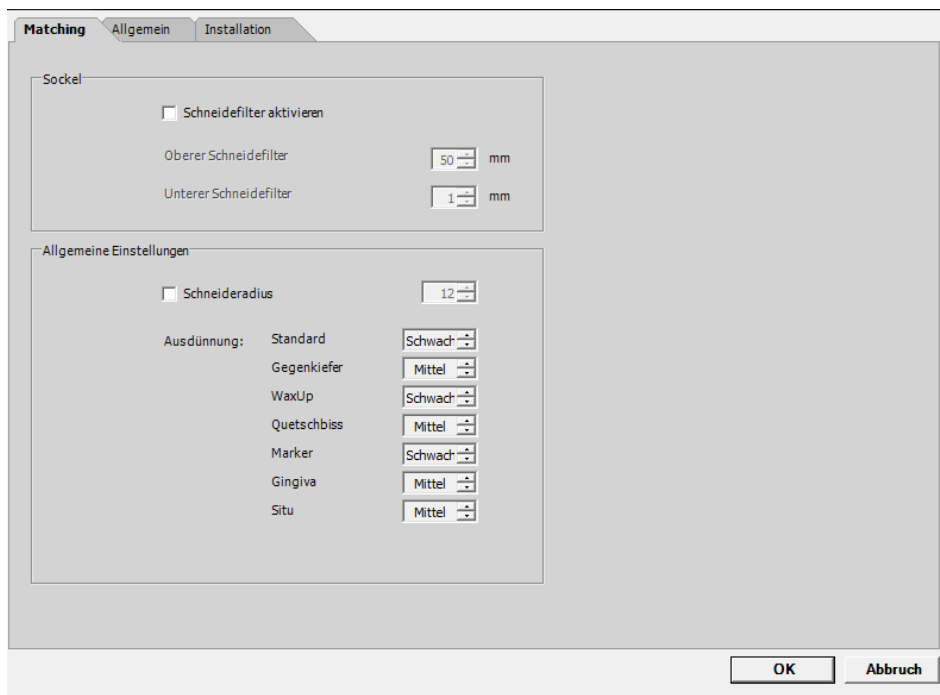 Matching Allgemein Installation
Sockel
Schneidefilter aktivieren
Oberer Schneidefilter 50 mm
Unterer Schneidefilter 1 mm
Allgemeine Einstellungen
Schneideradius 12
Ausdünnung: Standard Schwach
Gegenkiefer Mittel
WaxUp Schwach
Quetschbiss Mittel
Marker Schwach
Gingiva Mittel
Situ Mittel
OK Abbruch